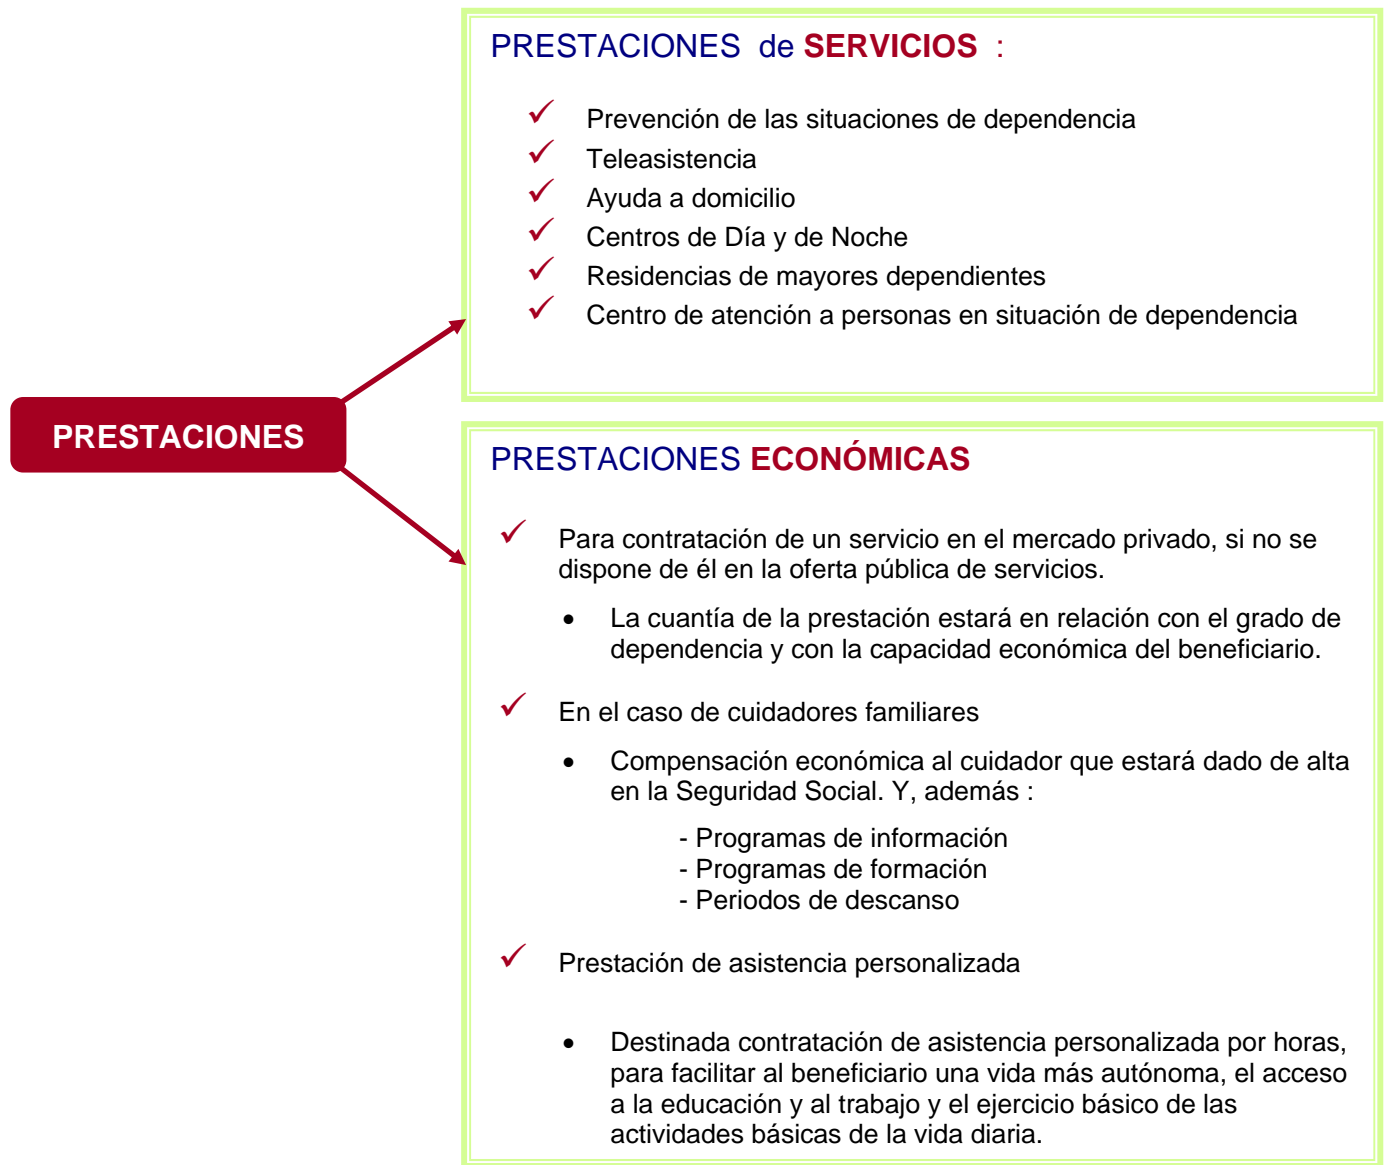 PRESTACIONES de SERVICIOS :
✓ Prevención de las situaciones de dependencia
✓ Teleasistencia
✓ Ayuda a domicilio
✓ Centros de Día y de Noche
✓ Residencias de mayores dependientes
✓ Centro de atención a personas en situación de dependencia
PRESTACIONES
PRESTACIONES ECONÓMICAS
✓ Para contratación de un servicio en el mercado privado, si no se
dispone de él en la oferta pública de servicios.
• La cuantía de la prestación estará en relación con el grado de
dependencia y con la capacidad económica del beneficiario.
✓ En el caso de cuidadores familiares
• Compensación económica al cuidador que estará dado de alta
en la Seguridad Social. Y, además :
- Programas de información
- Programas de formación
- Periodos de descanso
✓ Prestación de asistencia personalizada
• Destinada contratación de asistencia personalizada por horas,
para facilitar al beneficiario una vida más autónoma, el acceso
a la educación y al trabajo y el ejercicio básico de las
actividades básicas de la vida diaria.